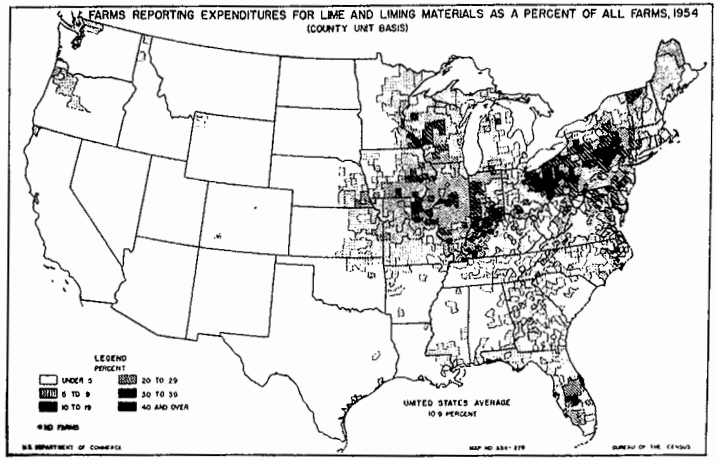 FARMS REPORTING EXPENDITURES FOR LIME AND LIMING MATERIALS AS A PERCENT OF ALL FARMS, 1954
(COUNTY UNIT BASIS)
LEGEND
PERCENT
UNDER 5
5 TO 9
10 TO 19
20 TO 29
30 TO 39
40 AND OVER
NO FARMS
UNITED STATES AVERAGE
10.9 PERCENT
U.S. DEPARTMENT OF COMMERCE
MAP NO.
BUREAU OF THE CENSUS